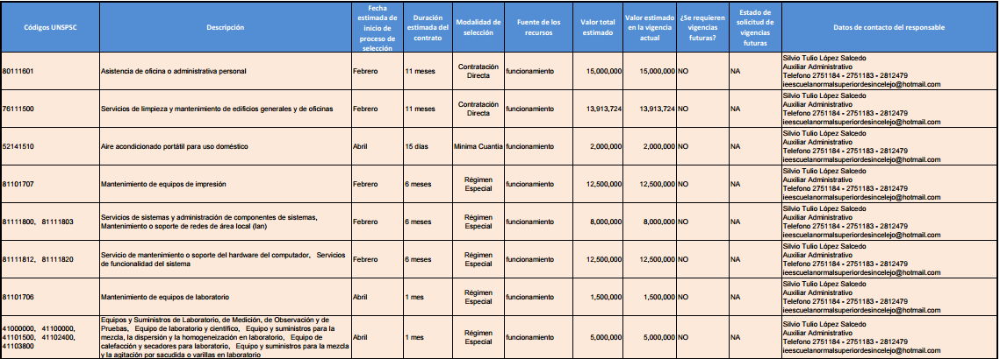 Códigos UNSPSC
Descripción
Fecha
estimada de
inicio de
proceso de
selección
Duración
estimada del
contrato
Modalidad de
selección
Fuente de los
recursos
Valor total
estimado
Valor estimado
en la vigencia
actual
¿Se requieren
vigencias
futuras?
Estado de
solicitud de
vigencias
futuras
Datos de contacto del responsable
80111601
Asistencia de oficina o administrativa personal
Febrero
11 meses
Contratación
Directa
funcionamiento
15,000,000
15,000,000
NO
NA
Silvio Tulio López Salcedo
Auxiliar Administrativo
Telefono 2751184 - 2751183 - 2812479
ieescuelanormalsuperiordesincelejo@hotmail.com
76111500
Servicios de limpieza y mantenimiento de edificios generales y de oficinas
Febrero
11 meses
Contratación
Directa
funcionamiento
13,913,724
13,913,724
NO
NA
Silvio Tulio López Salcedo
Auxiliar Administrativo
Telefono 2751184 - 2751183 - 2812479
ieescuelanormalsuperiordesincelejo@hotmail.com
52141510
Aire acondicionado portátil para uso doméstico
Abril
15 días
Minima Cuantia
funcionamiento
2,000,000
2,000,000
NO
NA
Silvio Tulio López Salcedo
Auxiliar Administrativo
Telefono 2751184 - 2751183 - 2812479
ieescuelanormalsuperiordesincelejo@hotmail.com
81101707
Mantenimiento de equipos de impresión
Febrero
6 meses
Régimen
Especial
funcionamiento
12,500,000
12,500,000
NO
NA
Silvio Tulio López Salcedo
Auxiliar Administrativo
Telefono 2751184 - 2751183 - 2812479
ieescuelanormalsuperiordesincelejo@hotmail.com
81111800, 81111803
Servicios de sistemas y administración de componentes de sistemas,
Mantenimiento o soporte de redes de área local (lan)
Febrero
6 meses
Régimen
Especial
funcionamiento
8,000,000
8,000,000
NO
NA
Silvio Tulio López Salcedo
Auxiliar Administrativo
Telefono 2751184 - 2751183 - 2812479
ieescuelanormalsuperiordesincelejo@hotmail.com
81111812, 81111820
Servicio de mantenimiento o soporte del hardware del computador, Servicios
de funcionalidad del sistema
Febrero
6 meses
Régimen
Especial
funcionamiento
12,500,000
12,500,000
NO
NA
Silvio Tulio López Salcedo
Auxiliar Administrativo
Telefono 2751184 - 2751183 - 2812479
ieescuelanormalsuperiordesincelejo@hotmail.com
81101706
Mantenimiento de equipos de laboratorio
Abril
1 mes
Régimen
Especial
funcionamiento
1,500,000
1,500,000
NO
NA
Silvio Tulio López Salcedo
Auxiliar Administrativo
Telefono 2751184 - 2751183 - 2812479
ieescuelanormalsuperiordesincelejo@hotmail.com
41000000, 41100000,
41101500, 41102400,
41103800
Equipos y Suministros de Laboratorio, de Medición, de Observación y de
Pruebas, Equipo de laboratorio y científico, Equipo y suministros para la
mezcla, la dispersión y la homogeneización en laboratorio, Equipo de
calefacción y secadores para laboratorio, Equipo y suministros para la mezcla
y la agitación por sacudida o varillas en laboratorio
Abril
1 mes
Régimen
Especial
funcionamiento
5,000,000
5,000,000
NO
NA
Silvio Tulio López Salcedo
Auxiliar Administrativo
Telefono 2751184 - 2751183 - 2812479
ieescuelanormalsuperiordesincelejo@hotmail.com